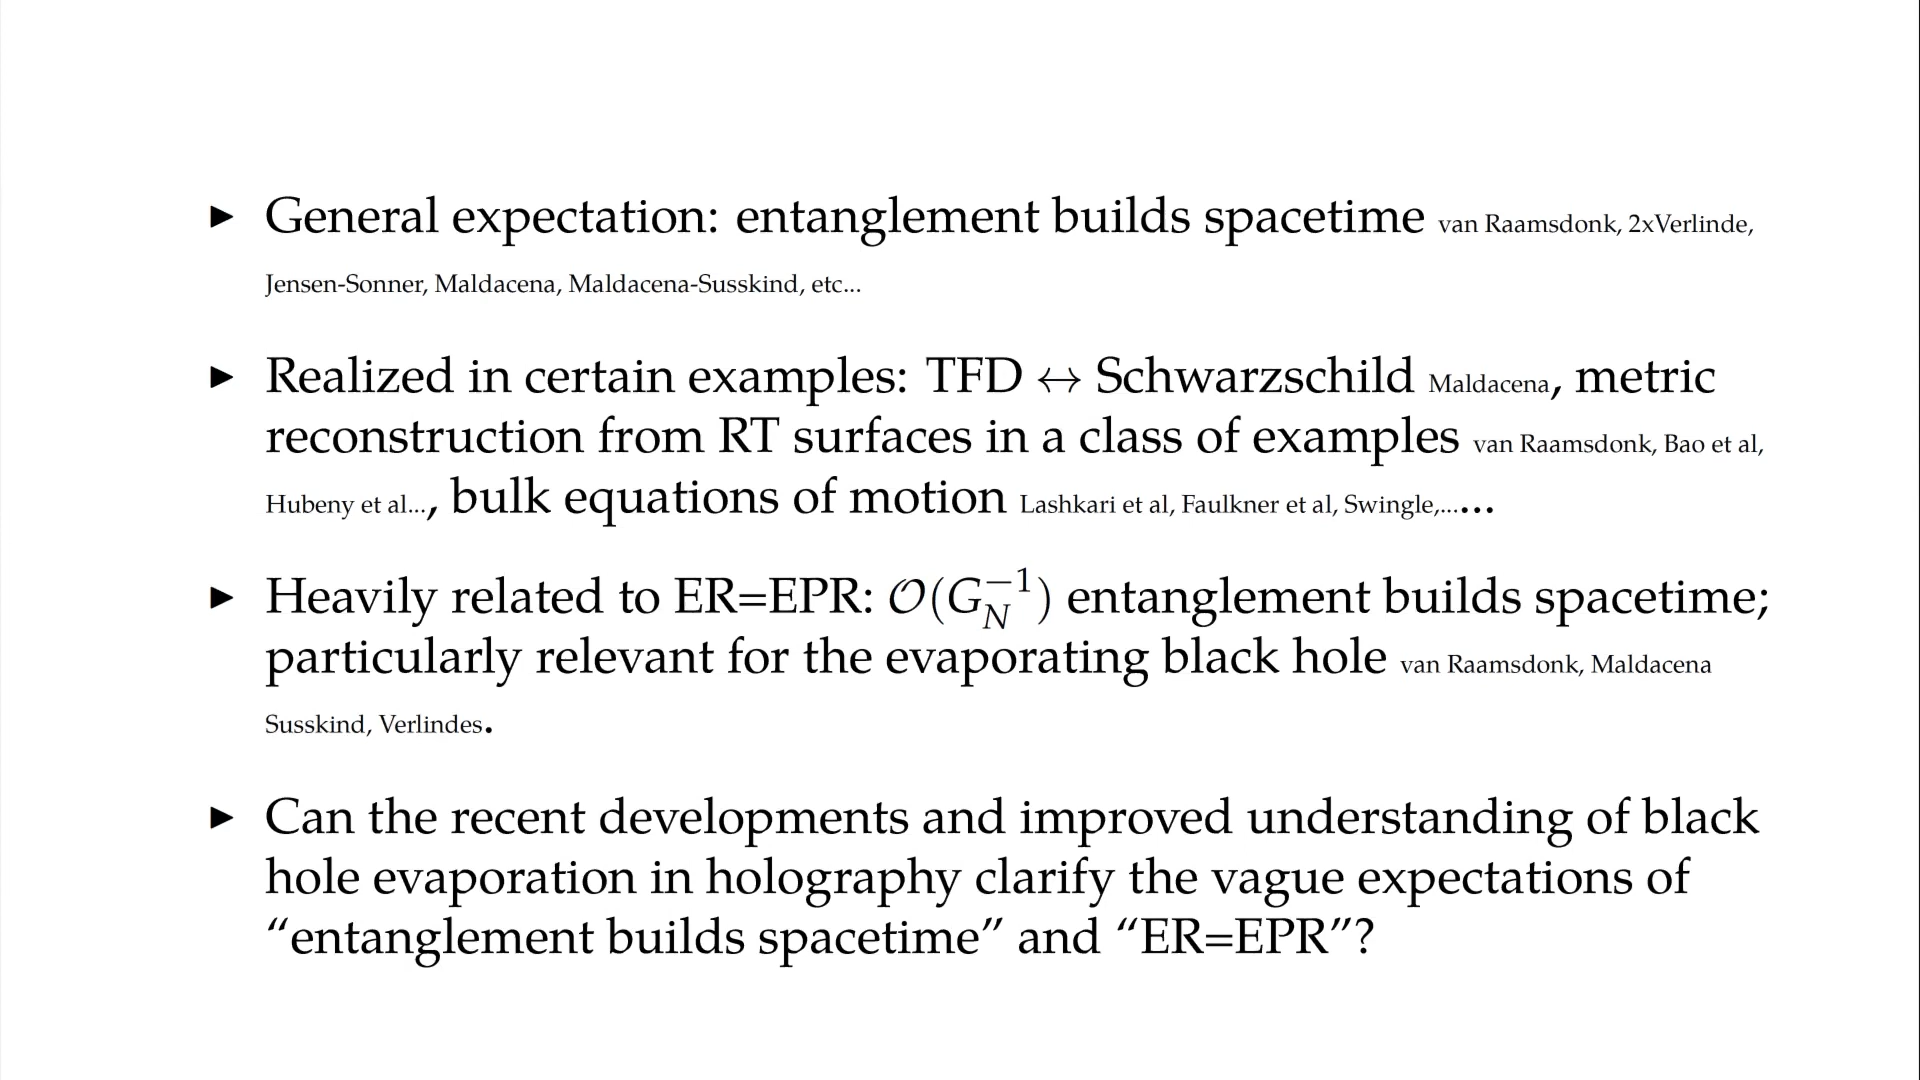 ▶ General expectation: entanglement builds spacetime van Raamsdonk, 2xVerlinde,
Jensen-Sonner, Maldacena, Maldacena-Susskind, etc...
▶ Realized in certain examples: TFD ↔ Schwarzschild Maldacena, metric
reconstruction from RT surfaces in a class of examples van Raamsdonk, Bao et al,
Hubeny et al..., bulk equations of motion Lashkari et al, Faulkner et al, Swingle,......
▶ Heavily related to ER=EPR: $\mathcal{O}(G_N^{-1})$ entanglement builds spacetime;
particularly relevant for the evaporating black hole van Raamsdonk, Maldacena
Susskind, Verlindes.
▶ Can the recent developments and improved understanding of black
hole evaporation in holography clarify the vague expectations of
“entanglement builds spacetime” and “ER=EPR”?